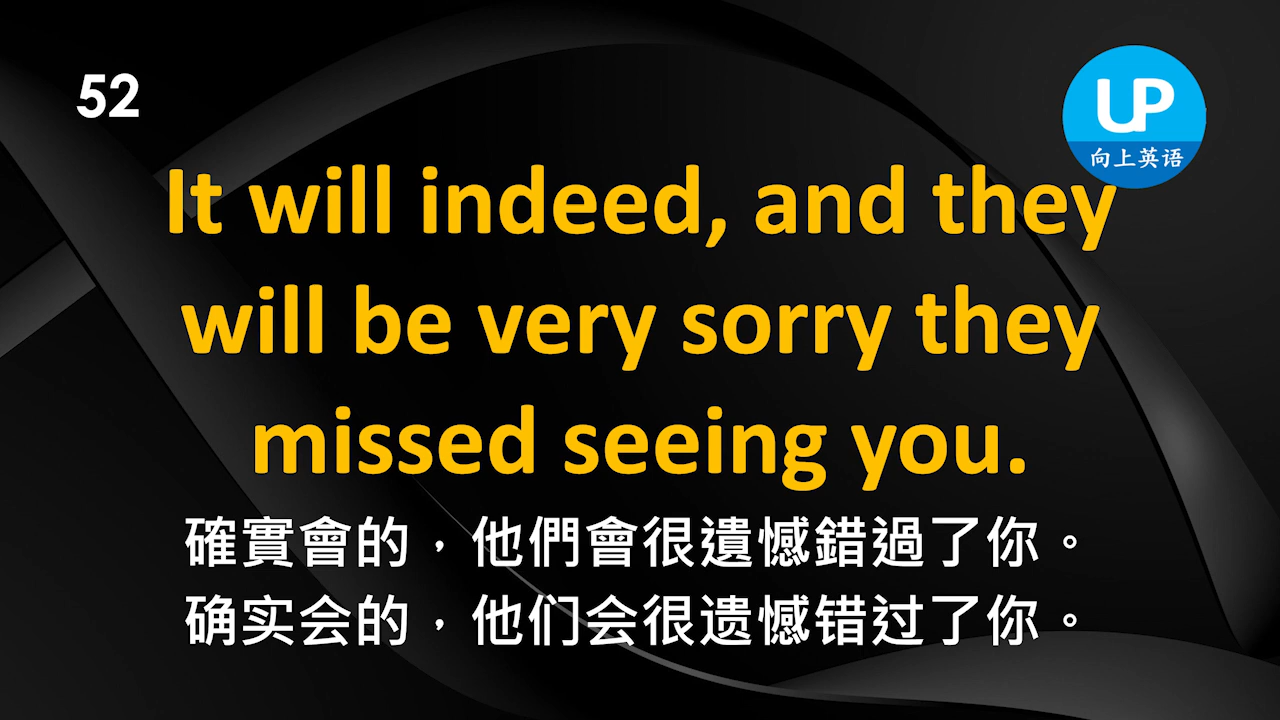 52
UP
向上英语
It will indeed, and they
will be very sorry they
missed seeing you.
確實會的，他們會很遺憾錯過了你。
确实会的，他们会很遗憾错过了你。